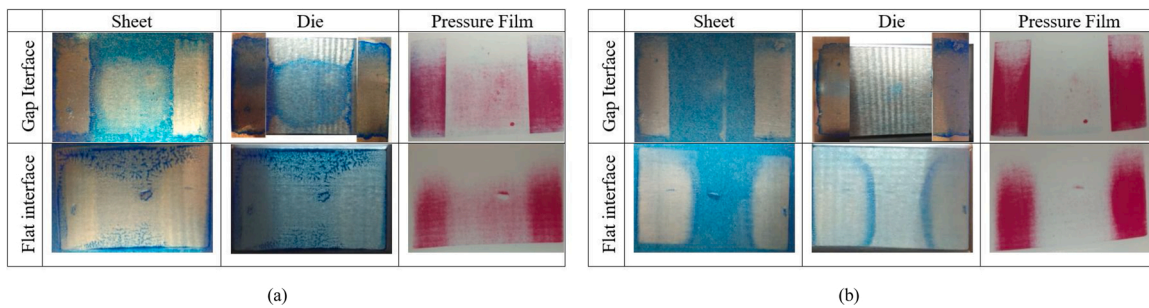 Sheet Die Pressure Film
Gap Iterface
Flat interface
(a)
Sheet Die Pressure Film
Gap Iterface
Flat interface
(b)